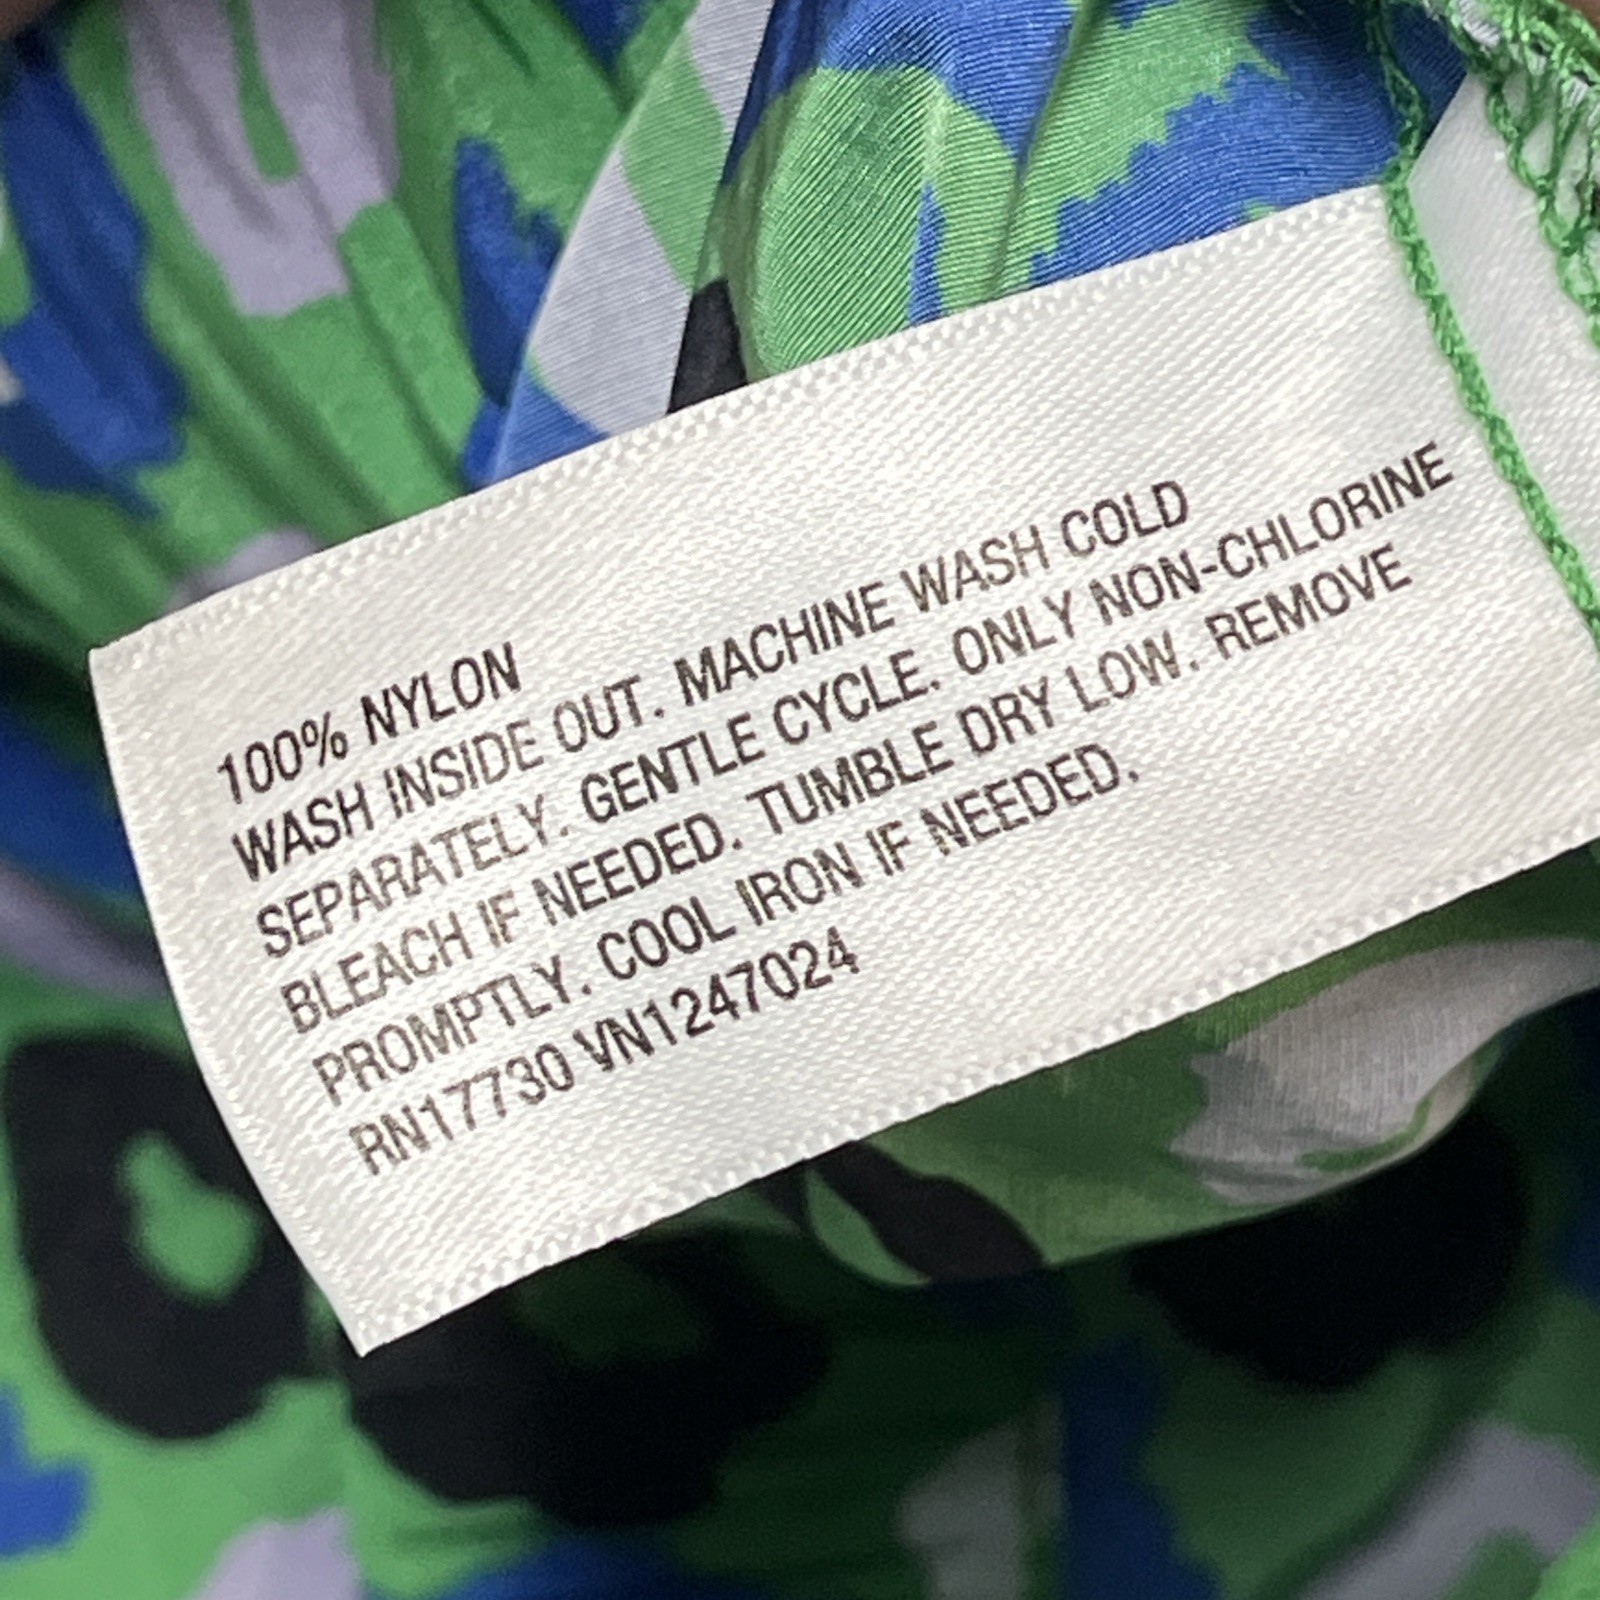 100% NYLON
WASH INSIDE OUT. MACHINE WASH COLD
SEPARATELY. GENTLE CYCLE. ONLY NON-CHLORINE
BLEACH IF NEEDED. TUMBLE DRY LOW. REMOVE
PROMPTLY. COOL IRON IF NEEDED.
RN17730 VN1247024